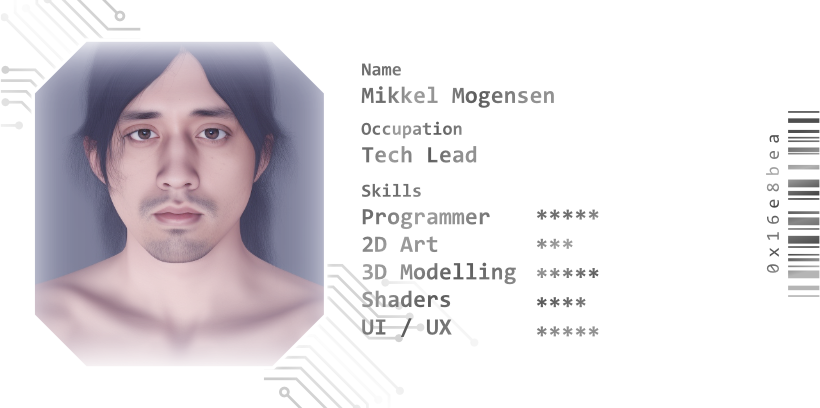 Name
Mikkel Mogensen
Occupation
Tech Lead
Skills
Programmer *****
2D Art ***
3D Modelling *****
Shaders ****
UI / UX *****
0x16e8bea